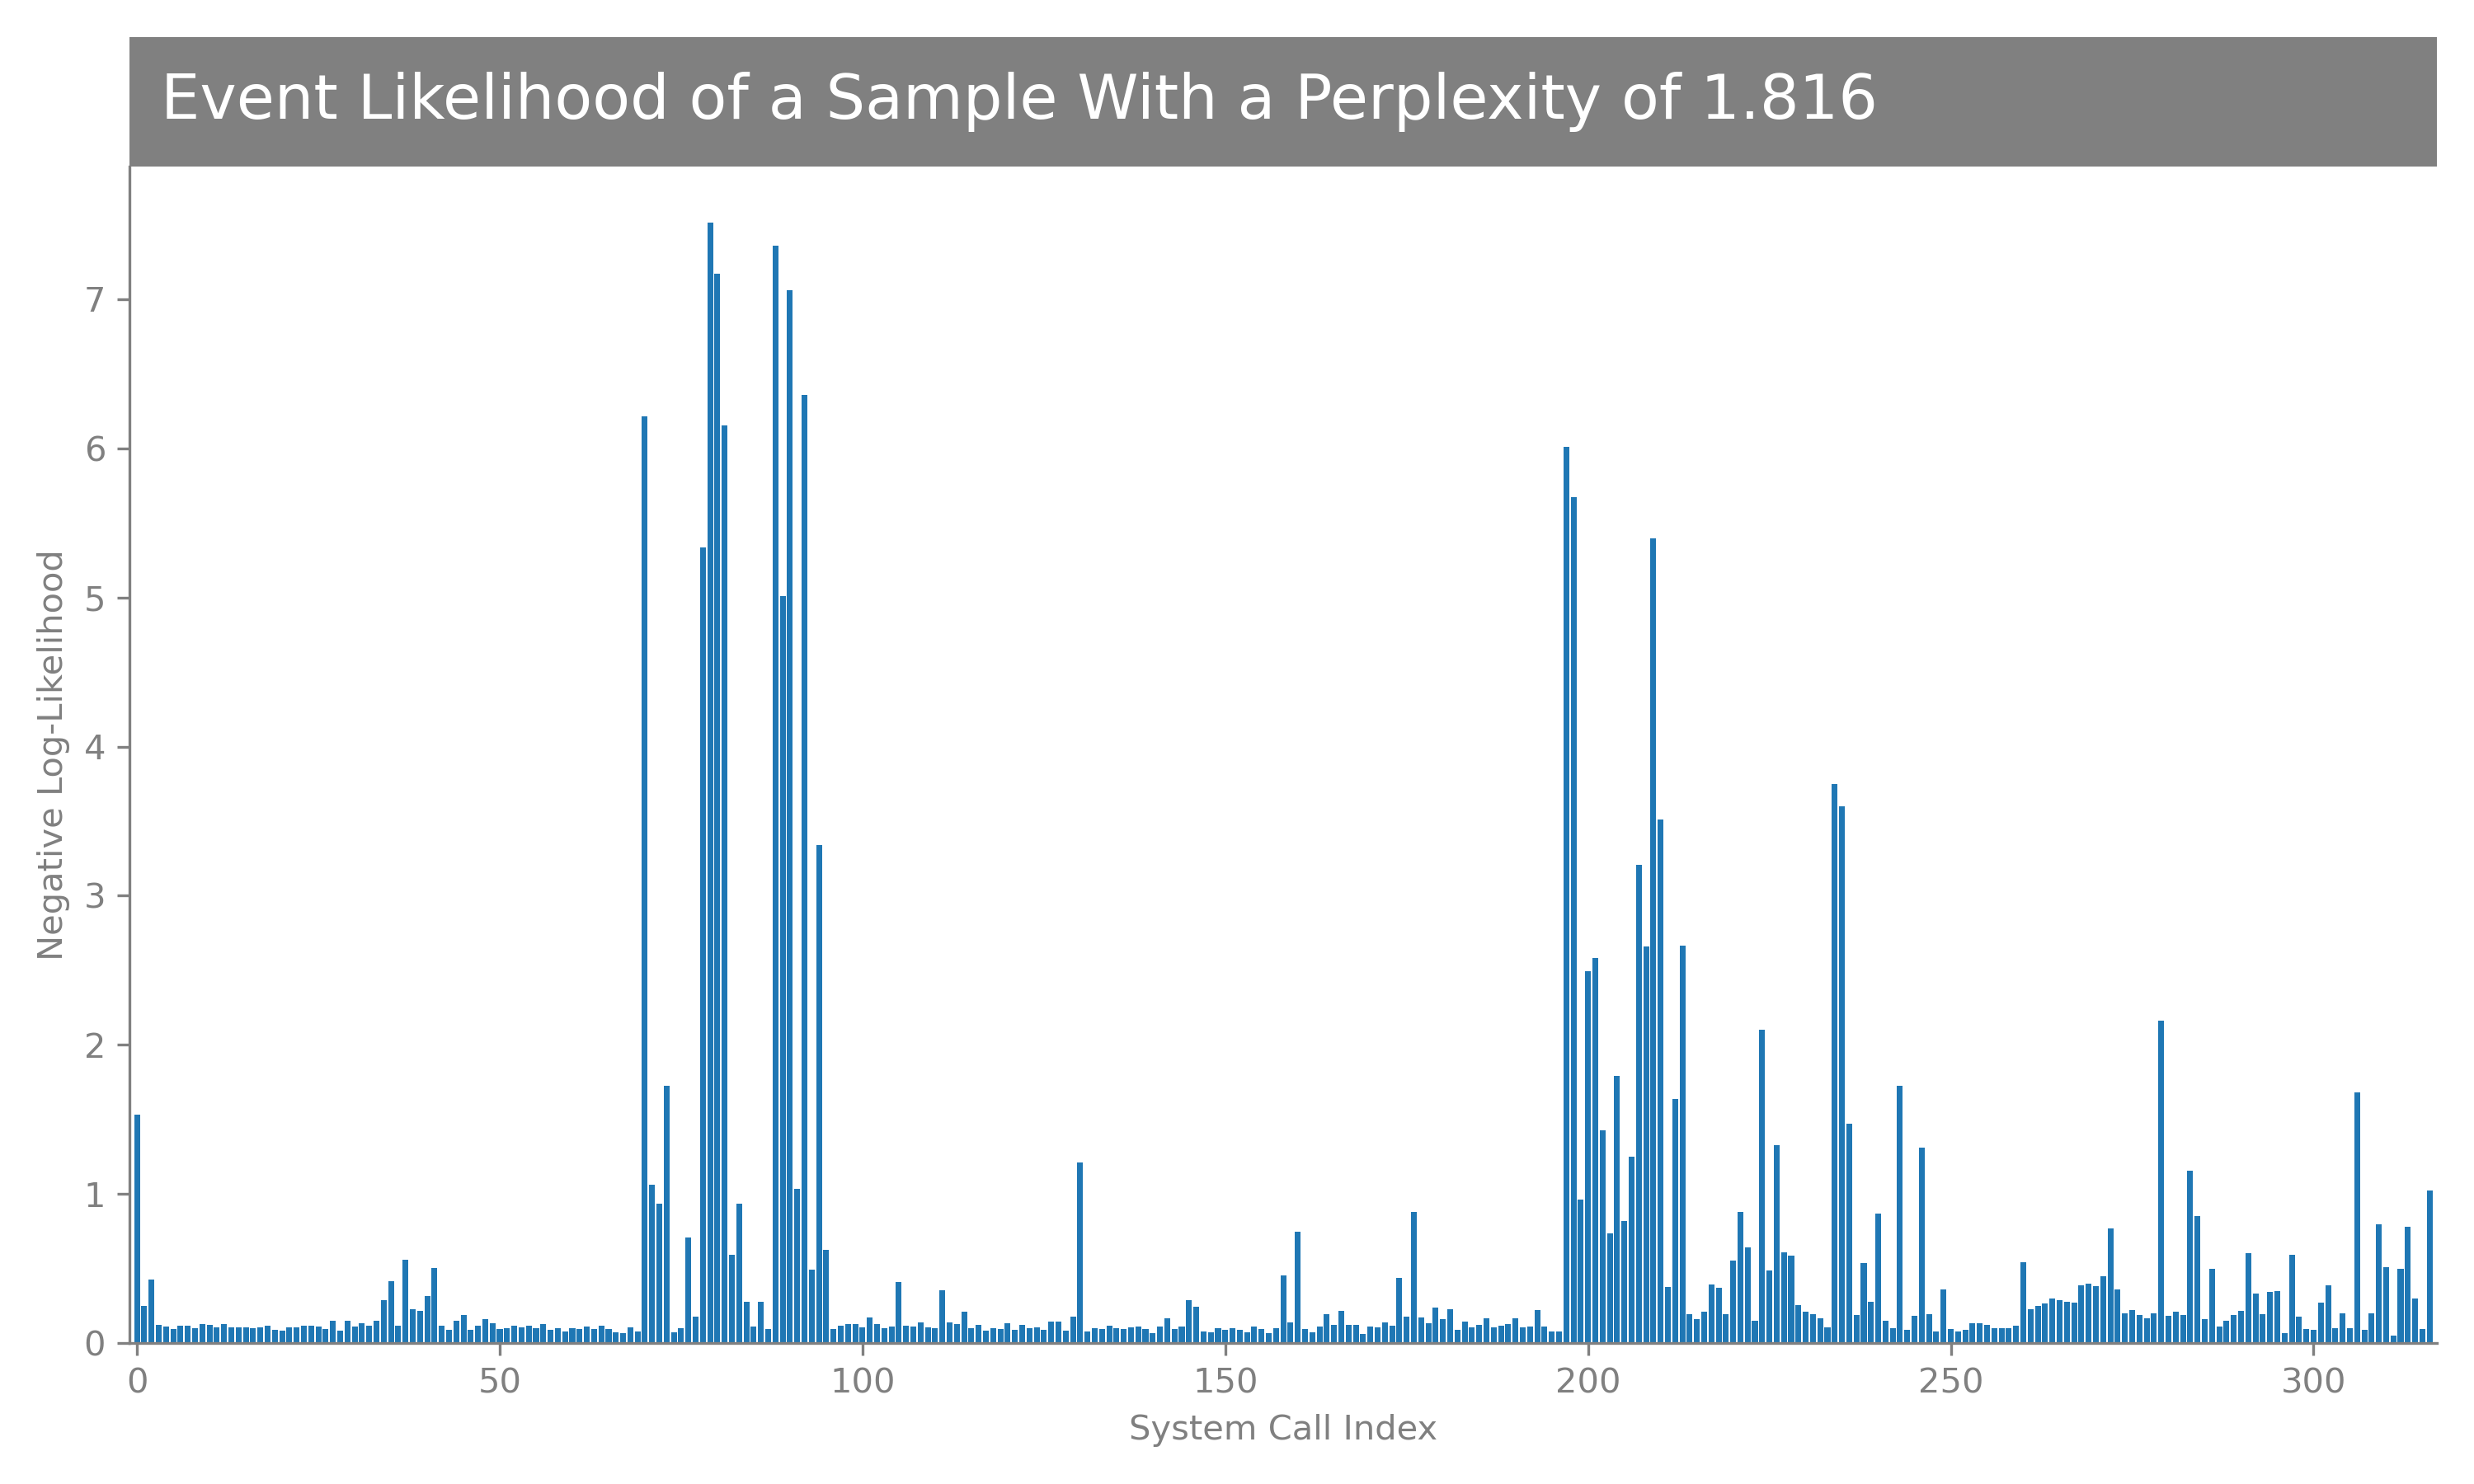 Event Likelihood of a Sample With a Perplexity of 1.816
Negative Log-Likelihood
7
6
5
4
3
2
1
0
0 50 100 150 200 250 300
System Call Index